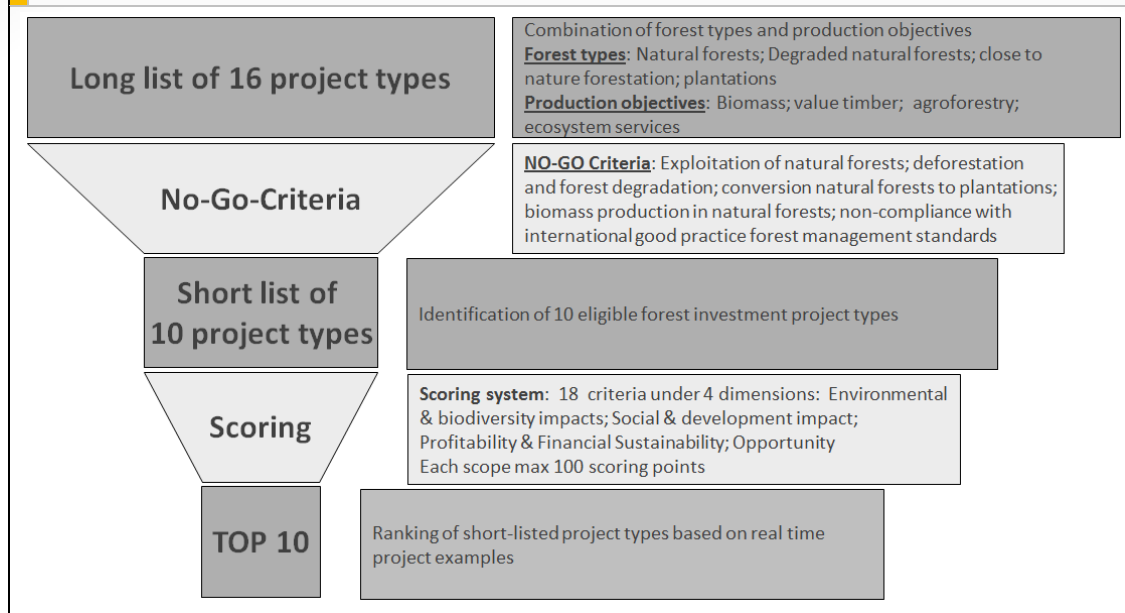 Long list of 16 project types
Combination of forest types and production objectives
Forest types: Natural forests; Degraded natural forests; close to
nature forestation; plantations
Production objectives: Biomass; value timber; agroforestry;
ecosystem services
No-Go-Criteria
NO-GO Criteria: Exploitation of natural forests; deforestation
and forest degradation; conversion natural forests to plantations;
biomass production in natural forests; non-compliance with
international good practice forest management standards
Short list of
10 project types
Identification of 10 eligible forest investment project types
Scoring
Scoring system: 18 criteria under 4 dimensions: Environmental
& biodiversity impacts; Social & development impact;
Profitability & Financial Sustainability; Opportunity
Each scope max 100 scoring points
TOP 10
Ranking of short-listed project types based on real time
project examples